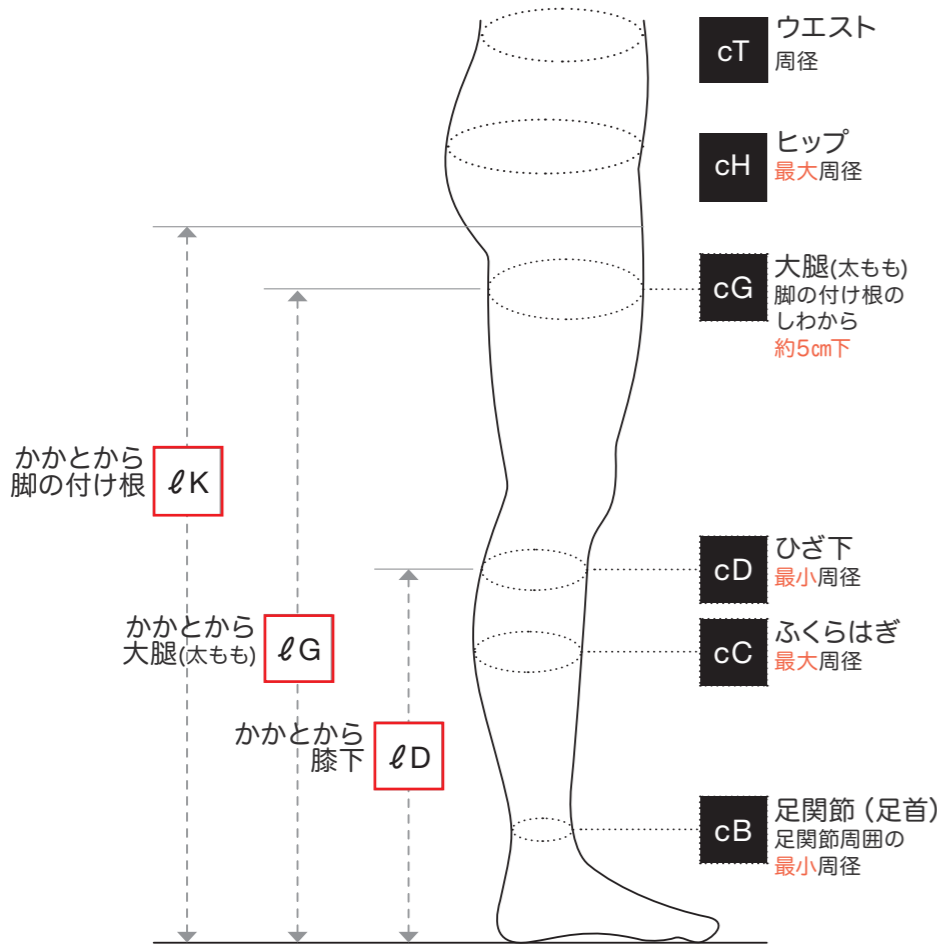 cT
ウエスト
周径
cH
ヒップ
最大周径
cG
大腿(太もも)
脚の付け根の
しわから
約5㎝下
かかとから
脚の付け根
ℓK
cD
ひざ下
最小周径
かかとから
大腿(太もも)
ℓG
cC
ふくらはぎ
最大周径
かかとから
膝下
ℓD
cB
足関節（足首）
足関節周囲の
最小周径